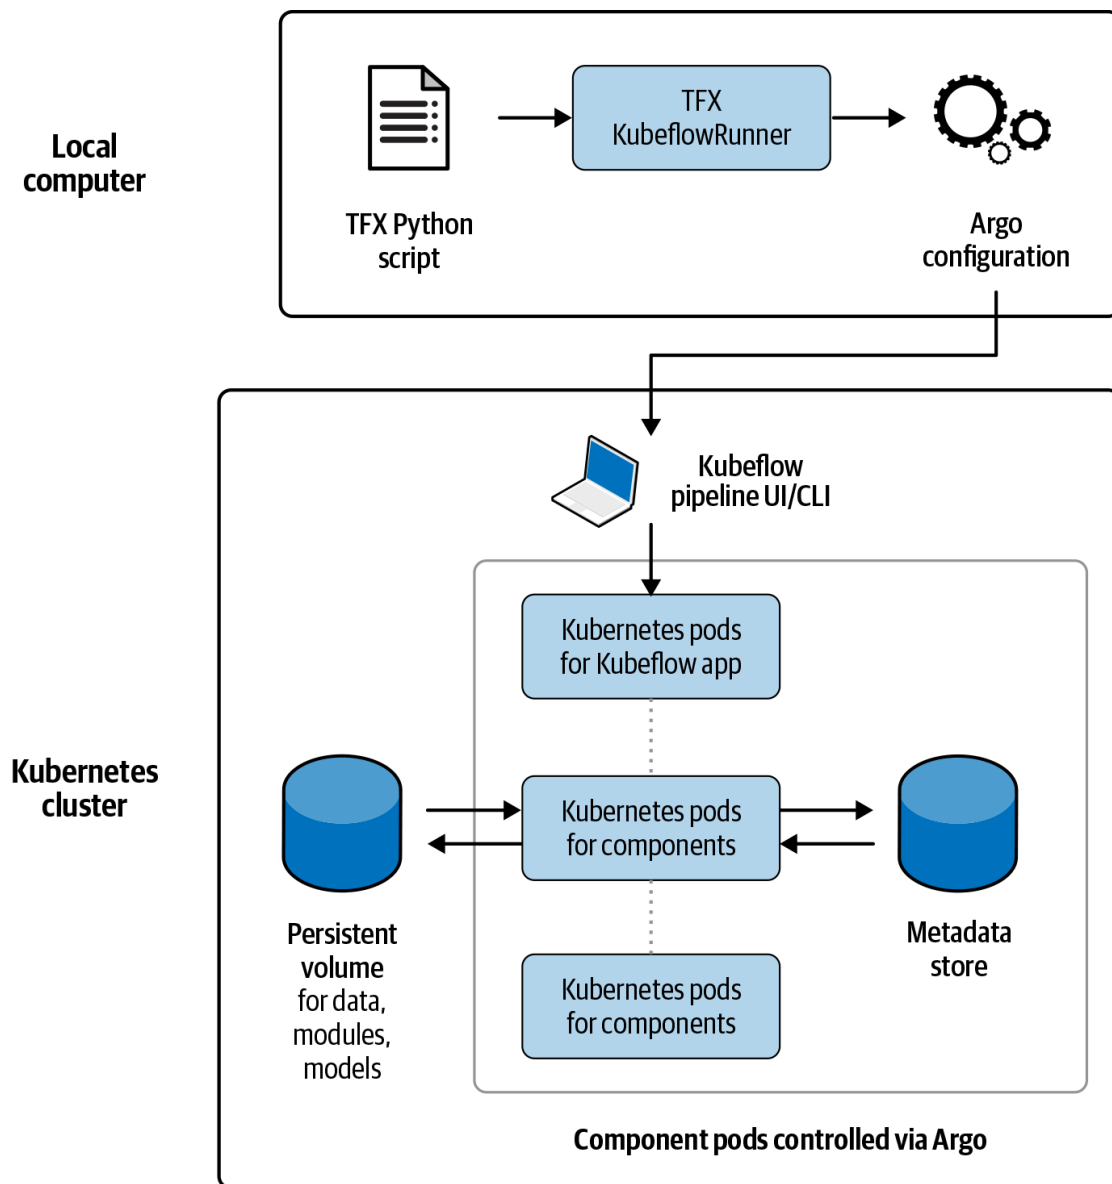 TFX
KubeflowRunner
Local
computer
TFX Python
script
Argo
configuration
Kubeflow
pipeline UI/CLI
Kubernetes pods
for Kubeflow app
Kubernetes
cluster
Kubernetes pods
for components
Persistent
volume
for data,
modules,
models
Metadata
store
Kubernetes pods
for components
Component pods controlled via Argo